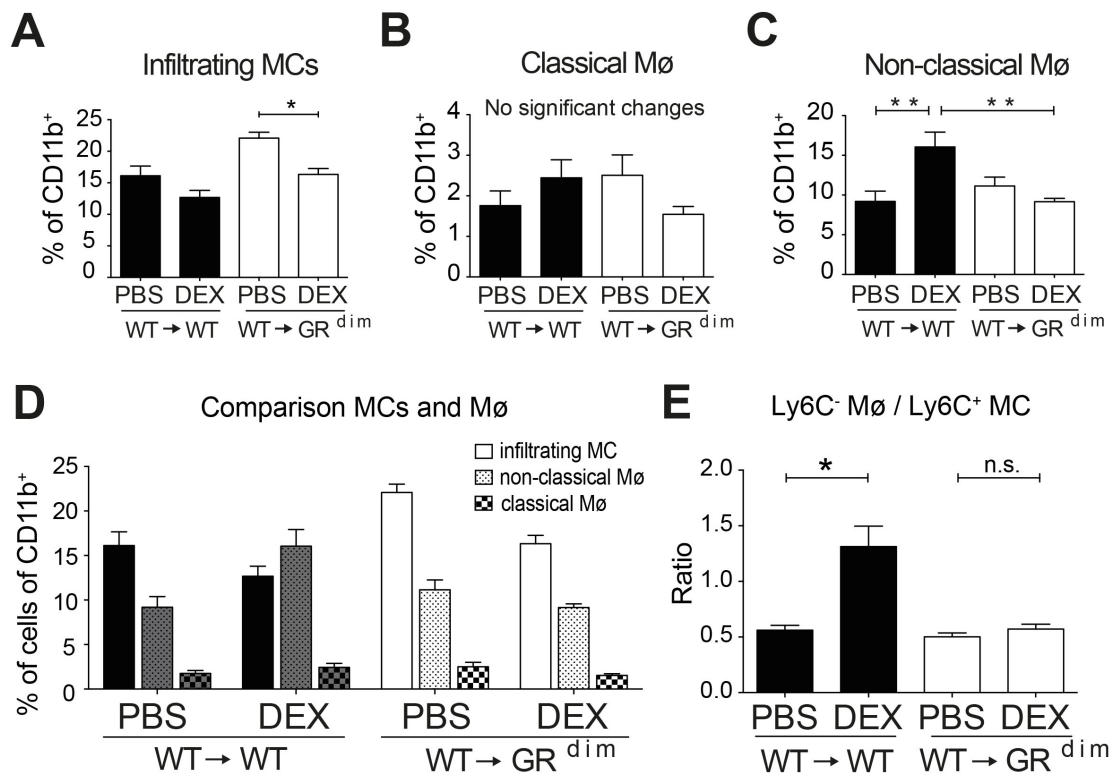 A
Infiltrating MCs
% of CD11b⁺
25
20
15
10
5
0
*
PBS DEX PBS DEX
WT → WT WT → GR dim
B
Classical Mø
No significant changes
% of CD11b⁺
4
3
2
1
0
PBS DEX PBS DEX
WT → WT WT → GR dim
C
Non-classical Mø
% of CD11b⁺
20
15
10
5
0
* * * *
PBS DEX PBS DEX
WT → WT WT → GR dim
D
Comparison MCs and Mø
infiltrating MC
non-classical Mø
classical Mø
% of cells of CD11b⁺
25
20
15
10
5
0
PBS DEX PBS DEX
WT → WT WT → GR dim
E
Ly6C⁻ Mø / Ly6C⁺ MC
Ratio
2.0
1.5
1.0
0.5
0.0
* n.s.
PBS DEX PBS DEX
WT → WT WT → GR dim